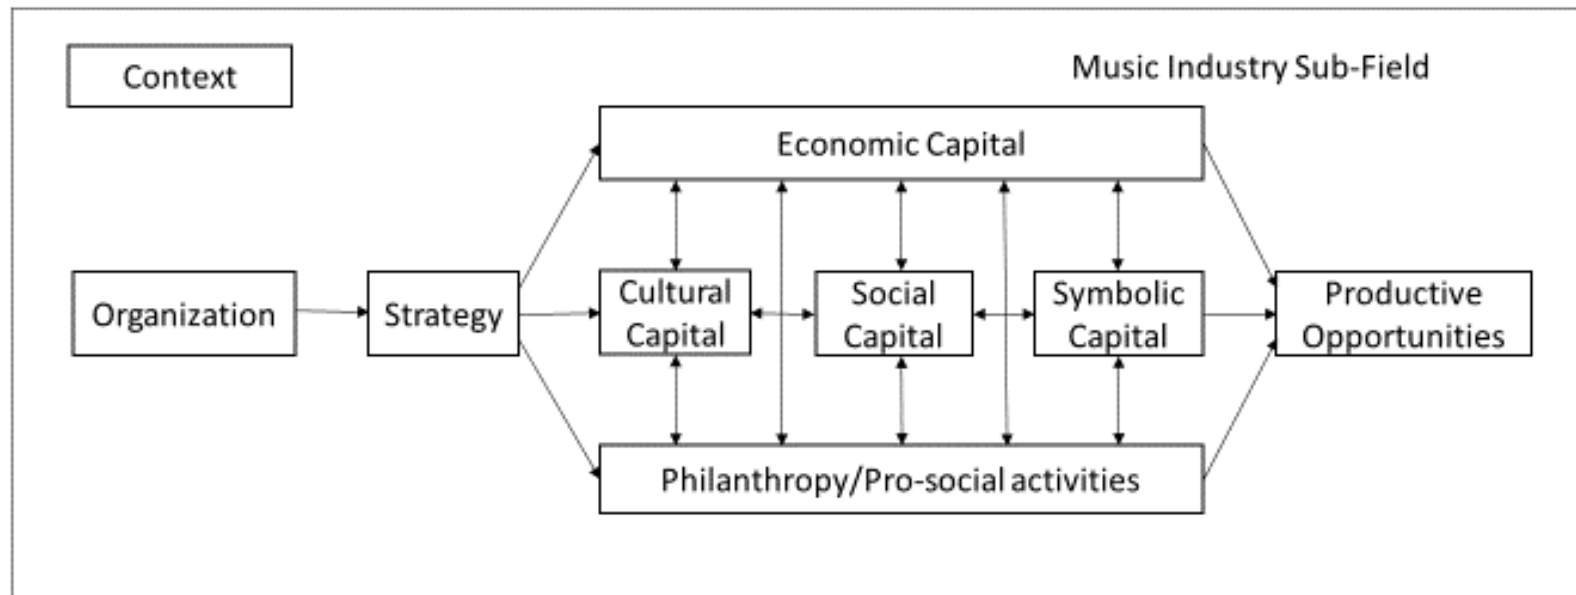 Context
Music Industry Sub-Field
Economic Capital
Organization
Strategy
Cultural
Capital
Social
Capital
Symbolic
Capital
Productive
Opportunities
Philanthropy/Pro-social activities